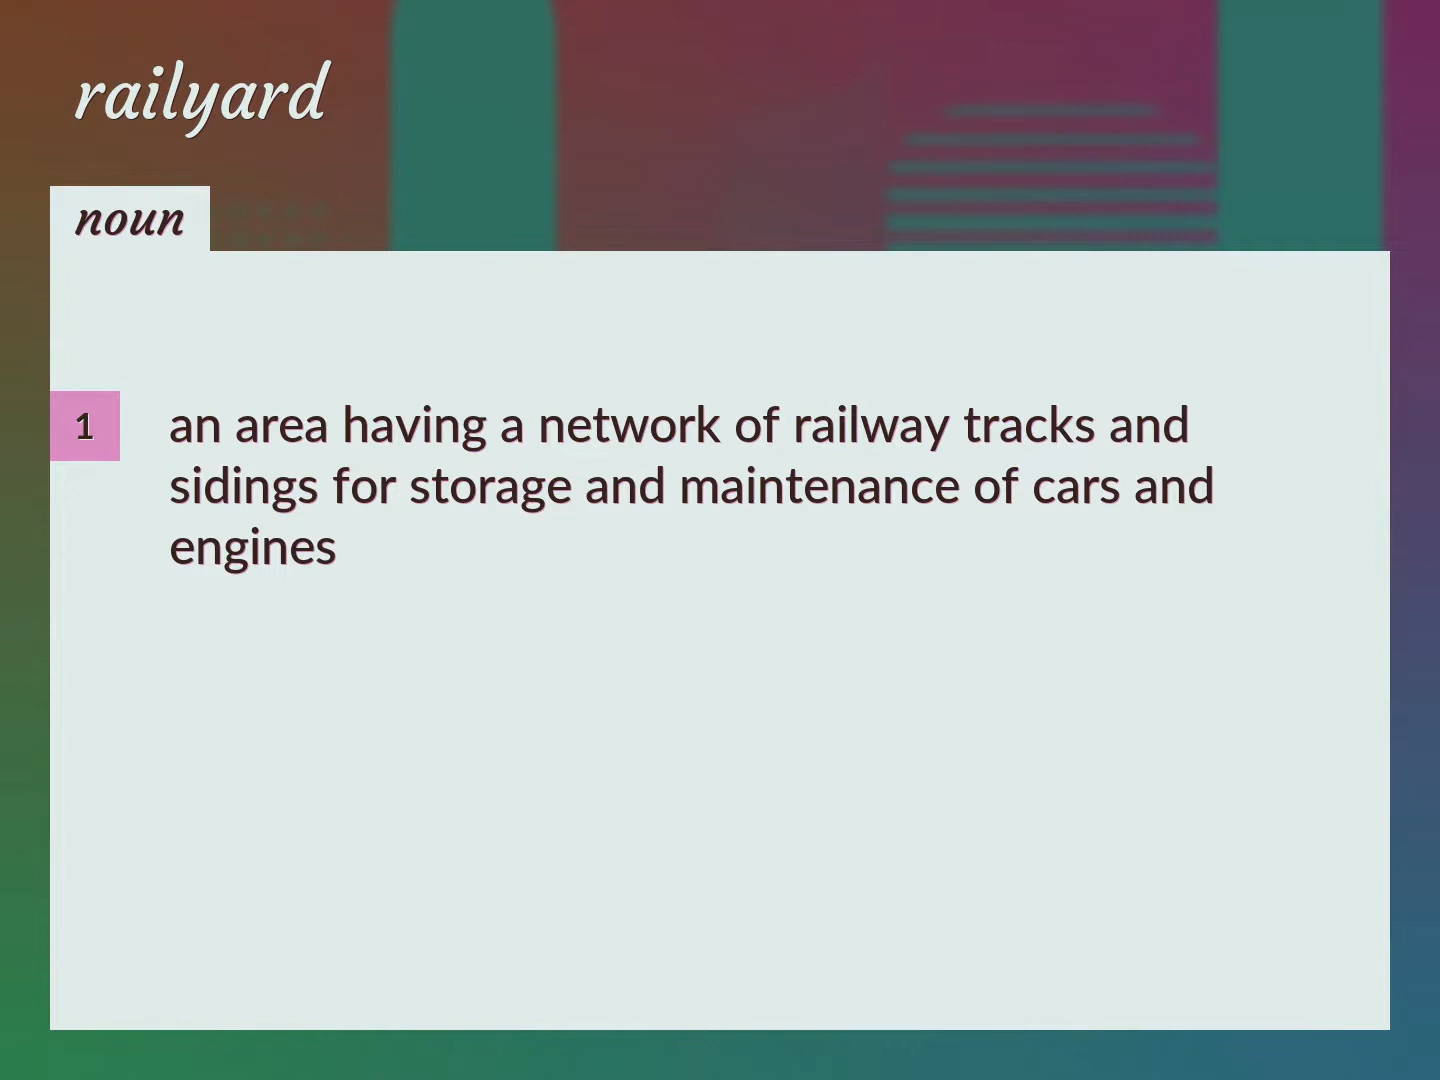 railyard
noun
1
an area having a network of railway tracks and
sidings for storage and maintenance of cars and
engines